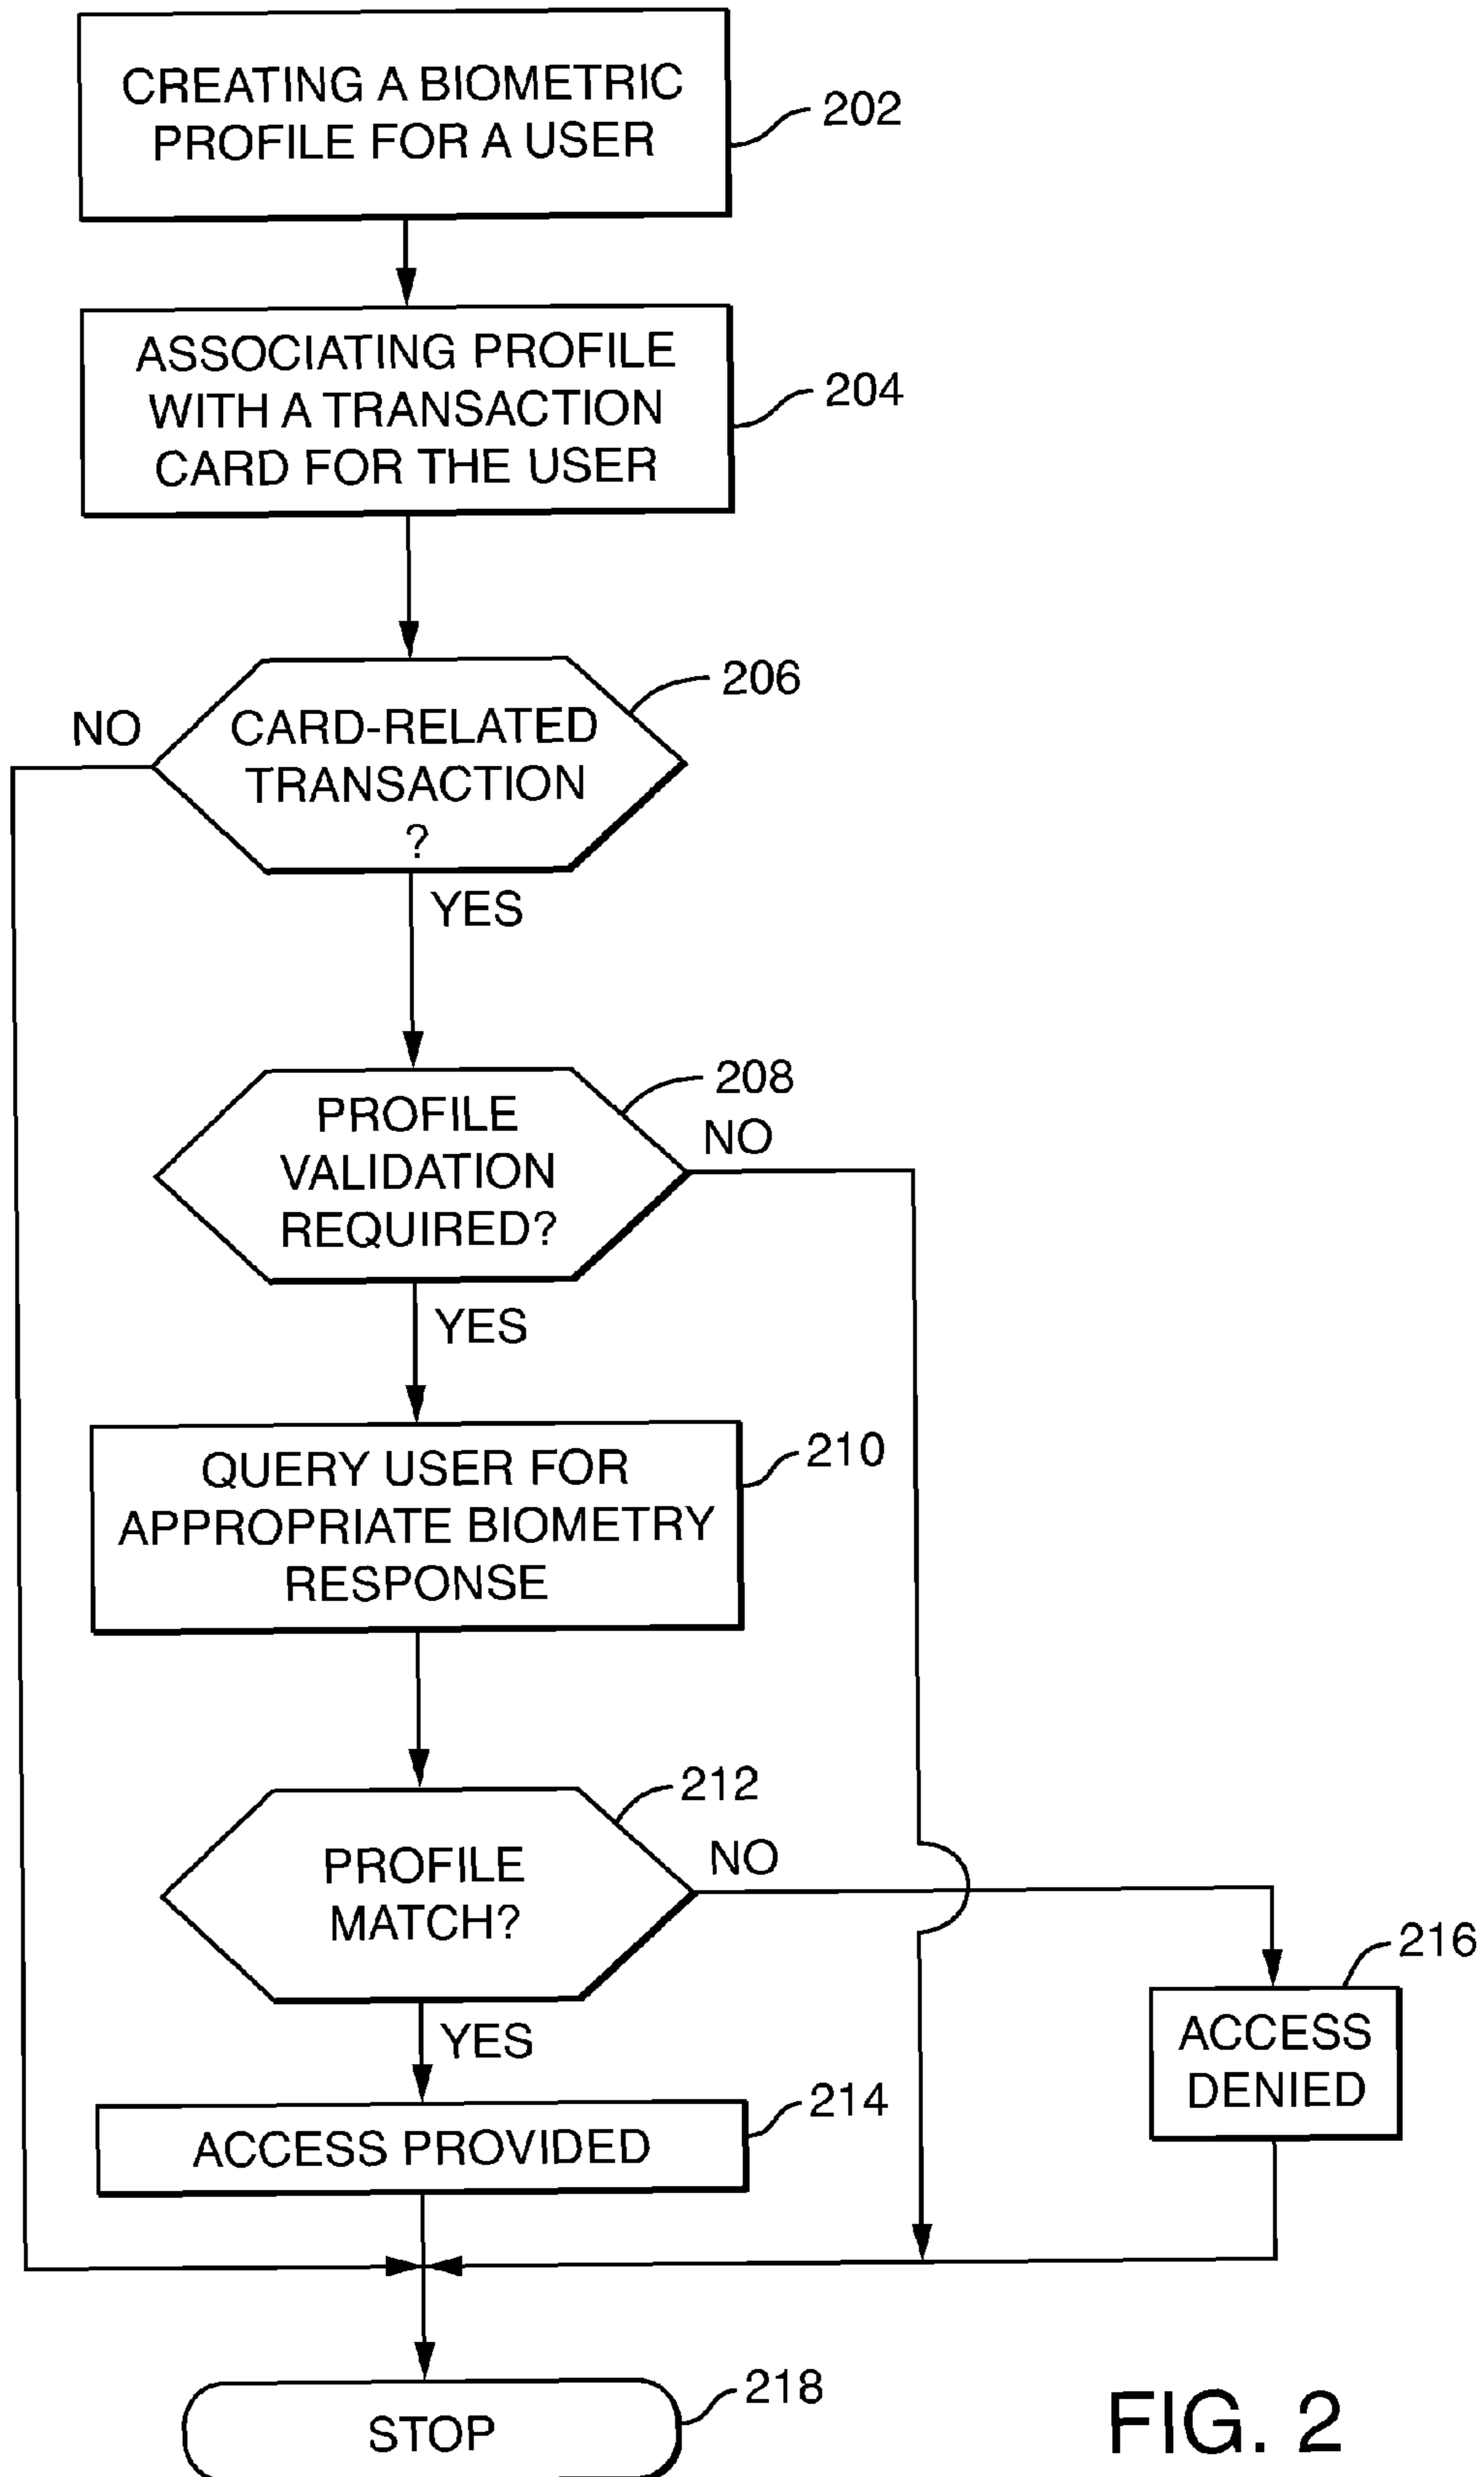 CREATING A BIOMETRIC
PROFILE FOR A USER
202
ASSOCIATING PROFILE
WITH A TRANSACTION
CARD FOR THE USER
204
206
NO
CARD-RELATED
TRANSACTION
?
YES
208
PROFILE
VALIDATION
REQUIRED?
NO
YES
210
QUERY USER FOR
APPROPRIATE BIOMETRY
RESPONSE
212
NO
PROFILE
MATCH?
216
ACCESS
DENIED
YES
214
ACCESS PROVIDED
218
STOP
FIG. 2